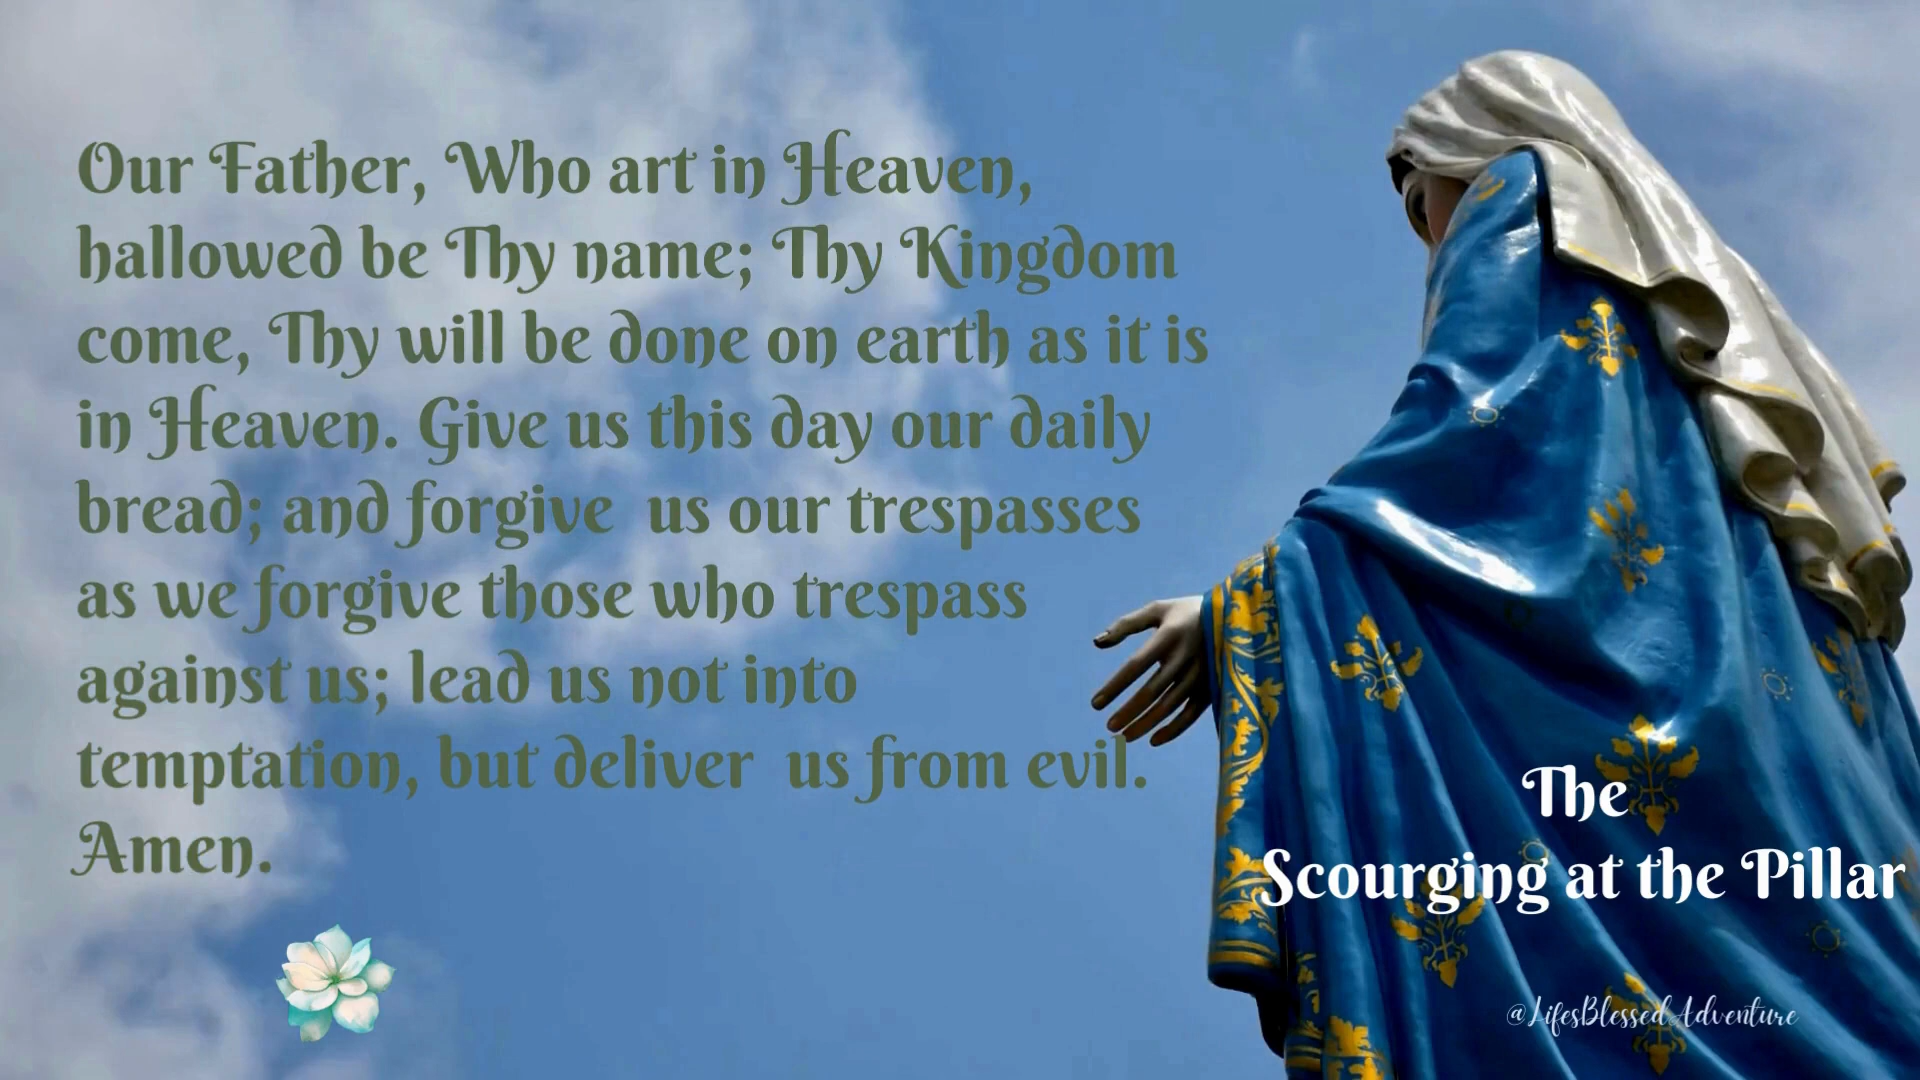 Our Father, Who art in Heaven,
hallowed be Thy name; Thy Kingdom
come, Thy will be done on earth as it is
in Heaven. Give us this day our daily
bread; and forgive  us our trespasses
as we forgive those who trespass
against us; lead us not into
temptation, but deliver  us from evil.
Amen.
The
Scourging at the Pillar
@LifesBlessedAdventure